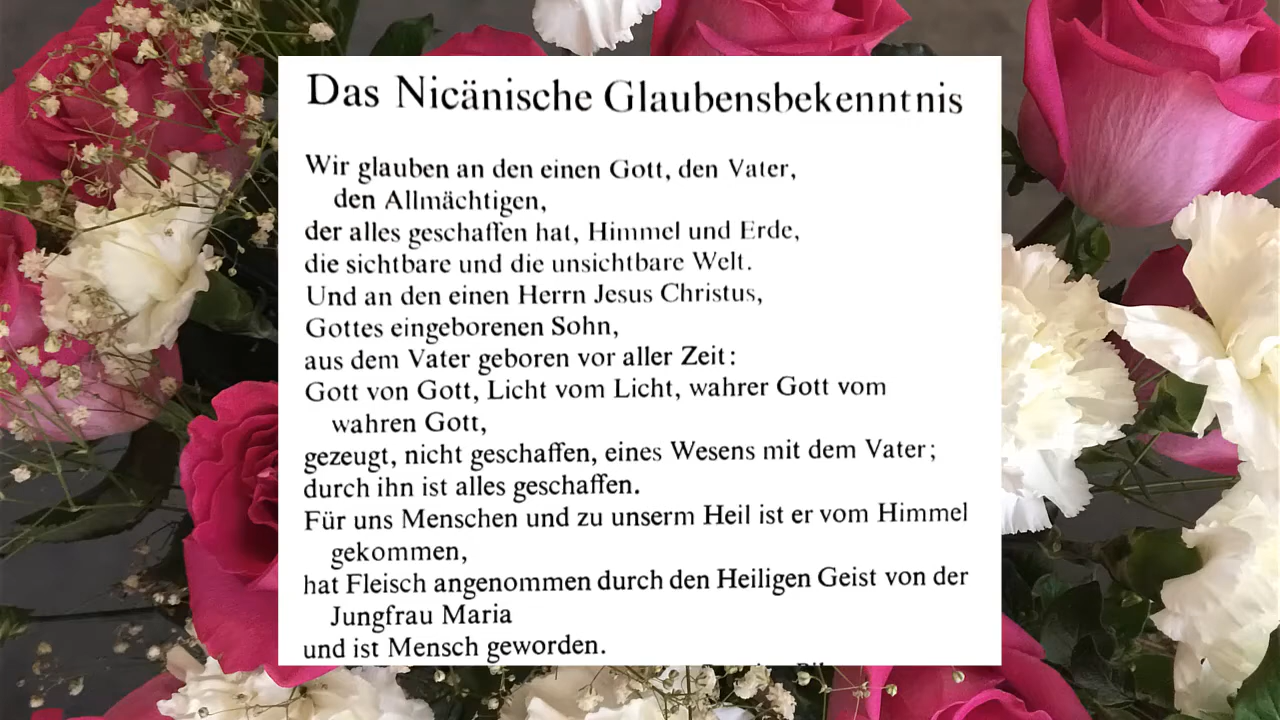 Das Nicänische Glaubensbekenntnis
Wir glauben an den einen Gott, den Vater,
den Allmächtigen,
der alles geschaffen hat, Himmel und Erde,
die sichtbare und die unsichtbare Welt.
Und an den einen Herrn Jesus Christus,
Gottes eingeborenen Sohn,
aus dem Vater geboren vor aller Zeit:
Gott von Gott, Licht vom Licht, wahrer Gott vom
wahren Gott,
gezeugt, nicht geschaffen, eines Wesens mit dem Vater;
durch ihn ist alles geschaffen.
Für uns Menschen und zu unserm Heil ist er vom Himmel
gekommen,
hat Fleisch angenommen durch den Heiligen Geist von der
Jungfrau Maria
und ist Mensch geworden.